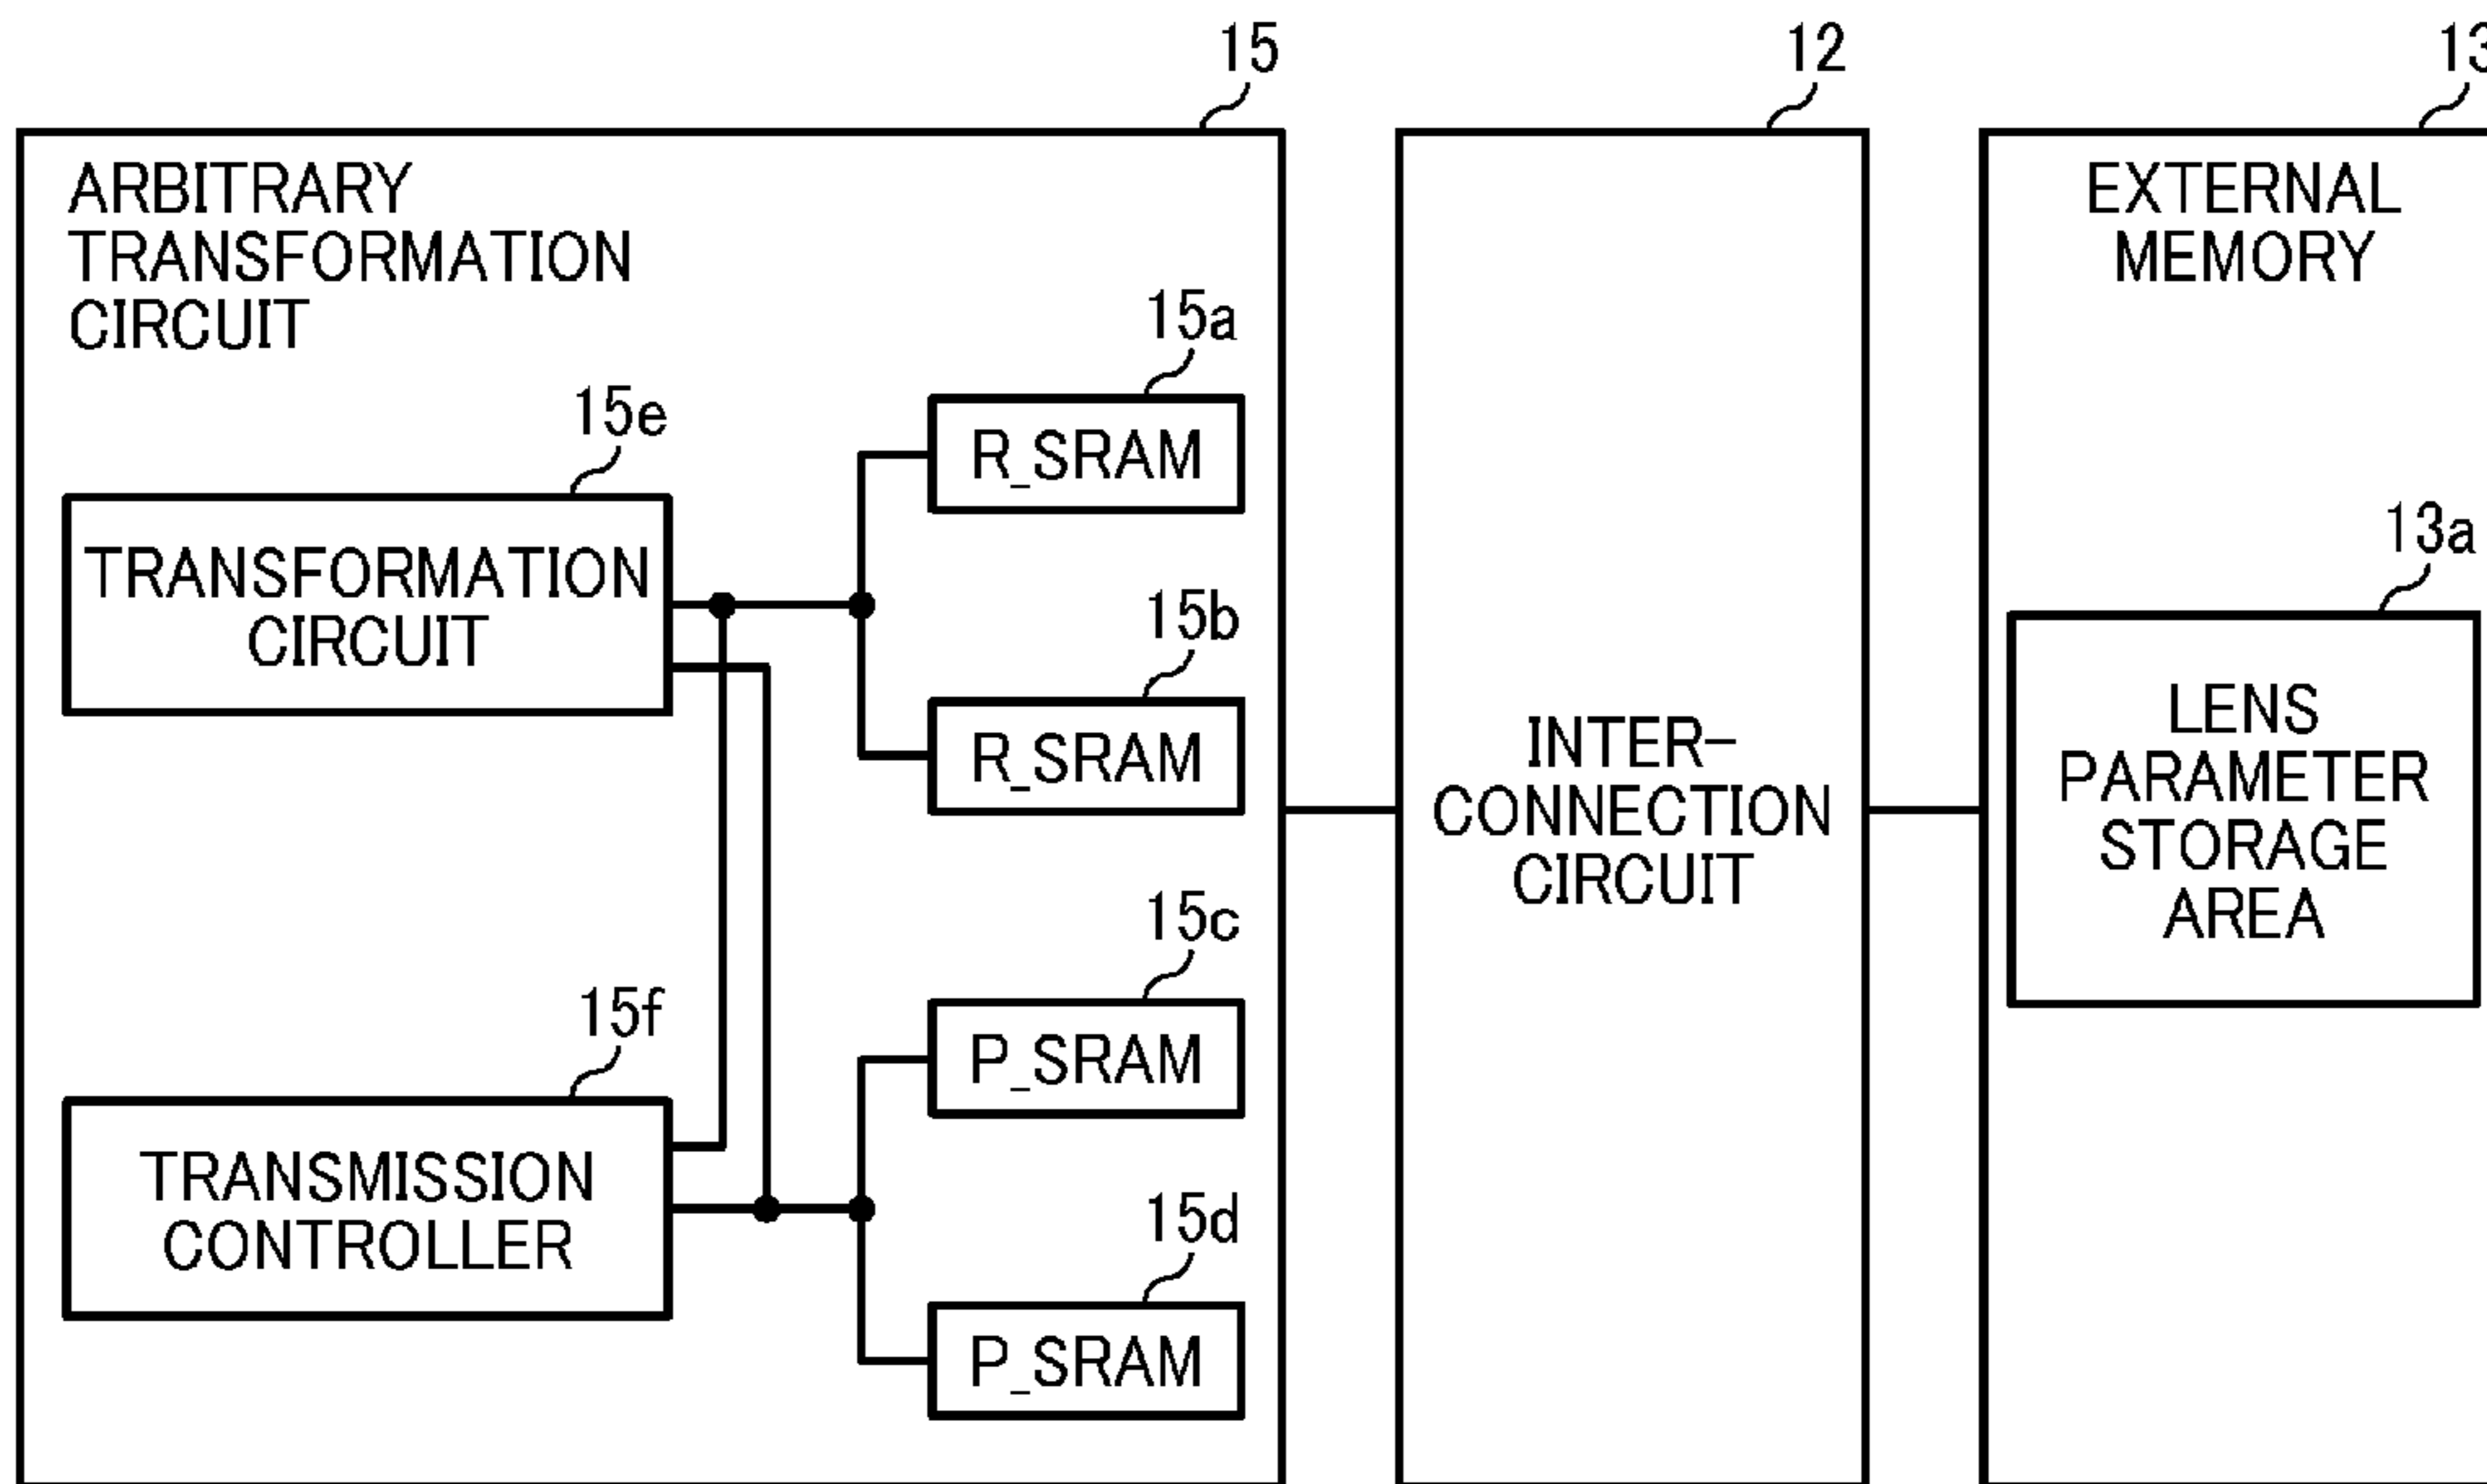 15
12
13
ARBITRARY
TRANSFORMATION
CIRCUIT
EXTERNAL
MEMORY
15a
R_SRAM
15e
TRANSFORMATION
CIRCUIT
15b
R_SRAM
13a
LENS
PARAMETER
STORAGE
AREA
INTER-
CONNECTION
CIRCUIT
15c
P_SRAM
15f
TRANSMISSION
CONTROLLER
15d
P_SRAM